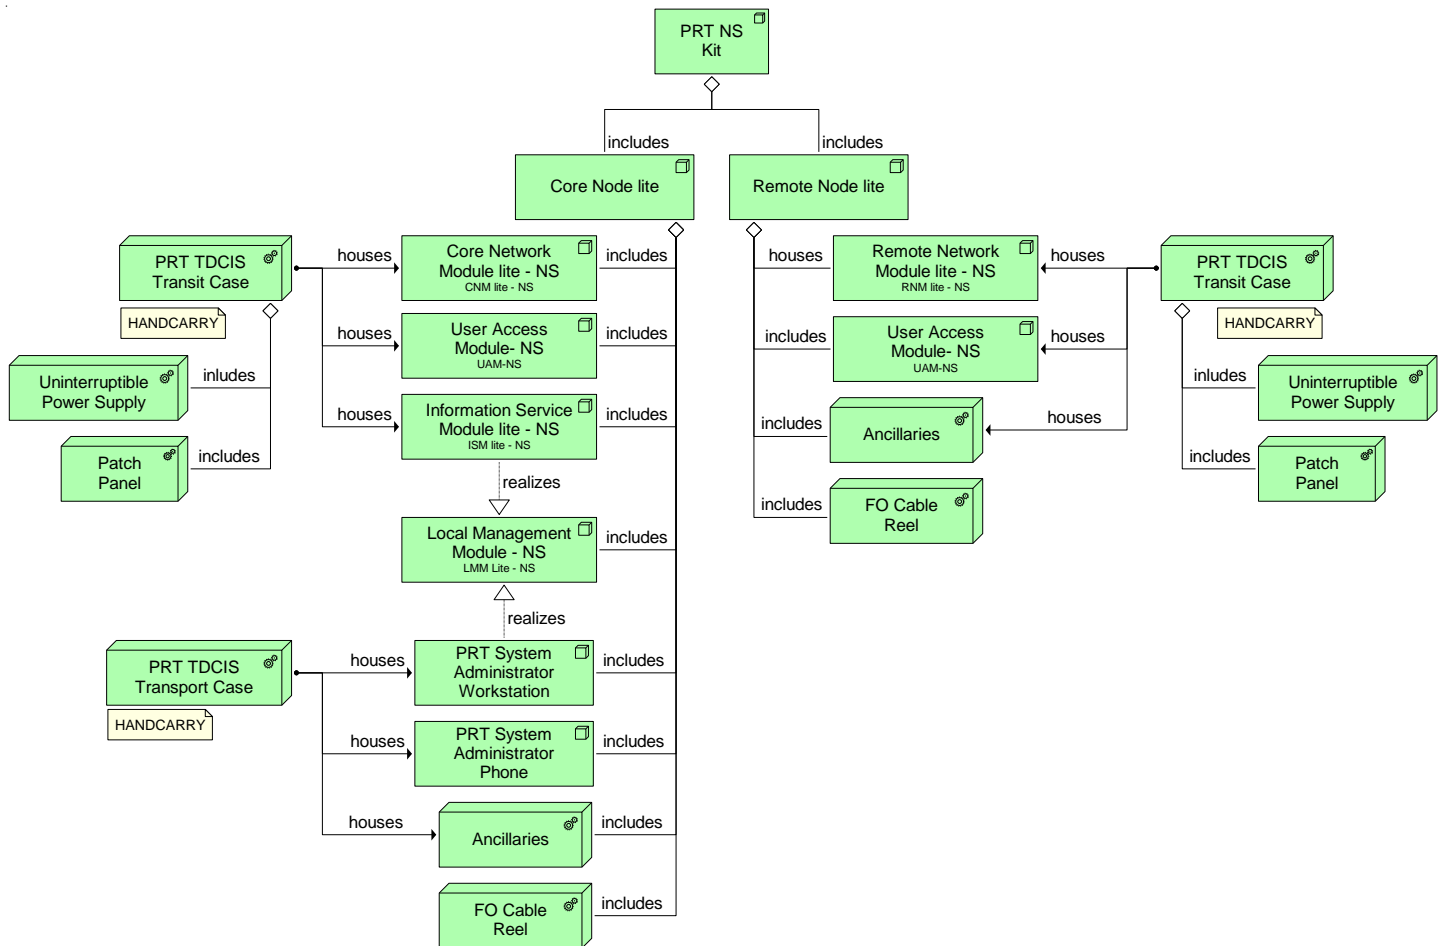 PRT NS
Kit
includes
includes
Core Node lite
Remote Node lite
PRT TDCIS
Transit Case
HANDCARRY
houses
Core Network
Module lite - NS
CNM lite - NS
includes
houses
User Access
Module- NS
UAM-NS
includes
houses
Information Service
Module lite - NS
ISM lite - NS
includes
Uninterruptible
Power Supply
inludes
Patch
Panel
includes
realizes
Local Management
Module - NS
LMM Lite - NS
includes
realizes
PRT TDCIS
Transport Case
HANDCARRY
houses
PRT System
Administrator
Workstation
includes
houses
PRT System
Administrator
Phone
includes
houses
Ancillaries
includes
FO Cable
Reel
includes
houses
Remote Network
Module lite - NS
RNM lite - NS
houses
PRT TDCIS
Transit Case
HANDCARRY
includes
User Access
Module- NS
UAM-NS
houses
includes
Ancillaries
houses
includes
FO Cable
Reel
inludes
Uninterruptible
Power Supply
includes
Patch
Panel